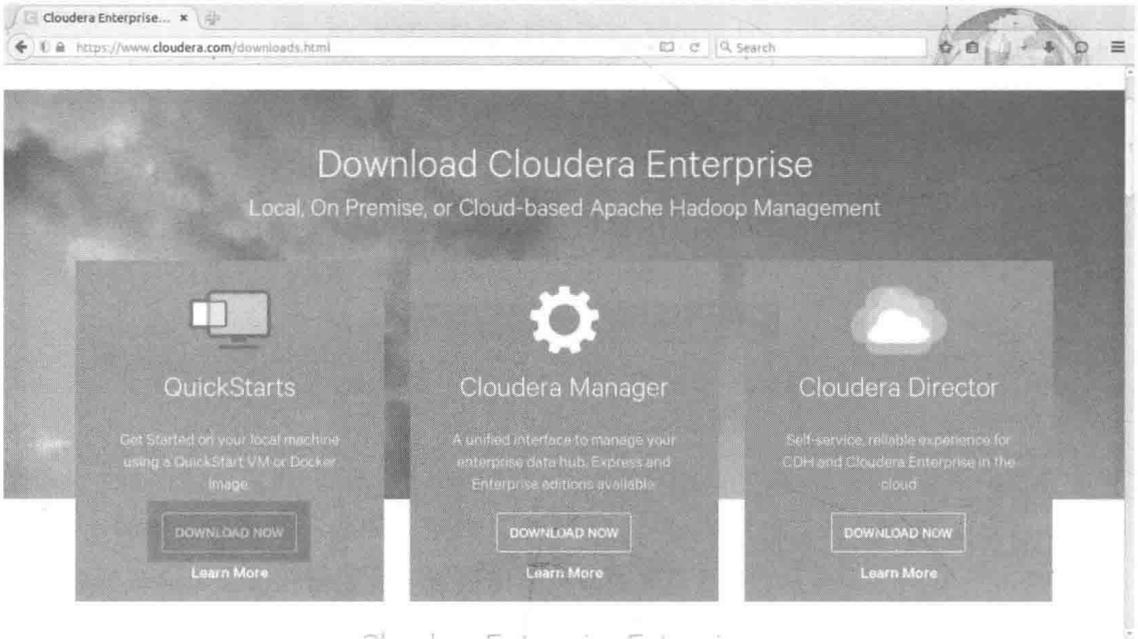 Cloudera Enterprise... ×
https://www.cloudera.com/downloads.html
Search
Download Cloudera Enterprise
Local, On Premise, or Cloud-based Apache Hadoop Management
QuickStarts
Get Started on your local machine
using a QuickStart VM or Docker
Image.
DOWNLOAD NOW
Learn More
Cloudera Manager
A unified interface to manage your
enterprise data hub. Express and
Enterprise editions available
DOWNLOAD NOW
Learn More
Cloudera Director
Self-service, reliable experience for
CDH and Cloudera Enterprise in the
cloud
DOWNLOAD NOW
Learn More